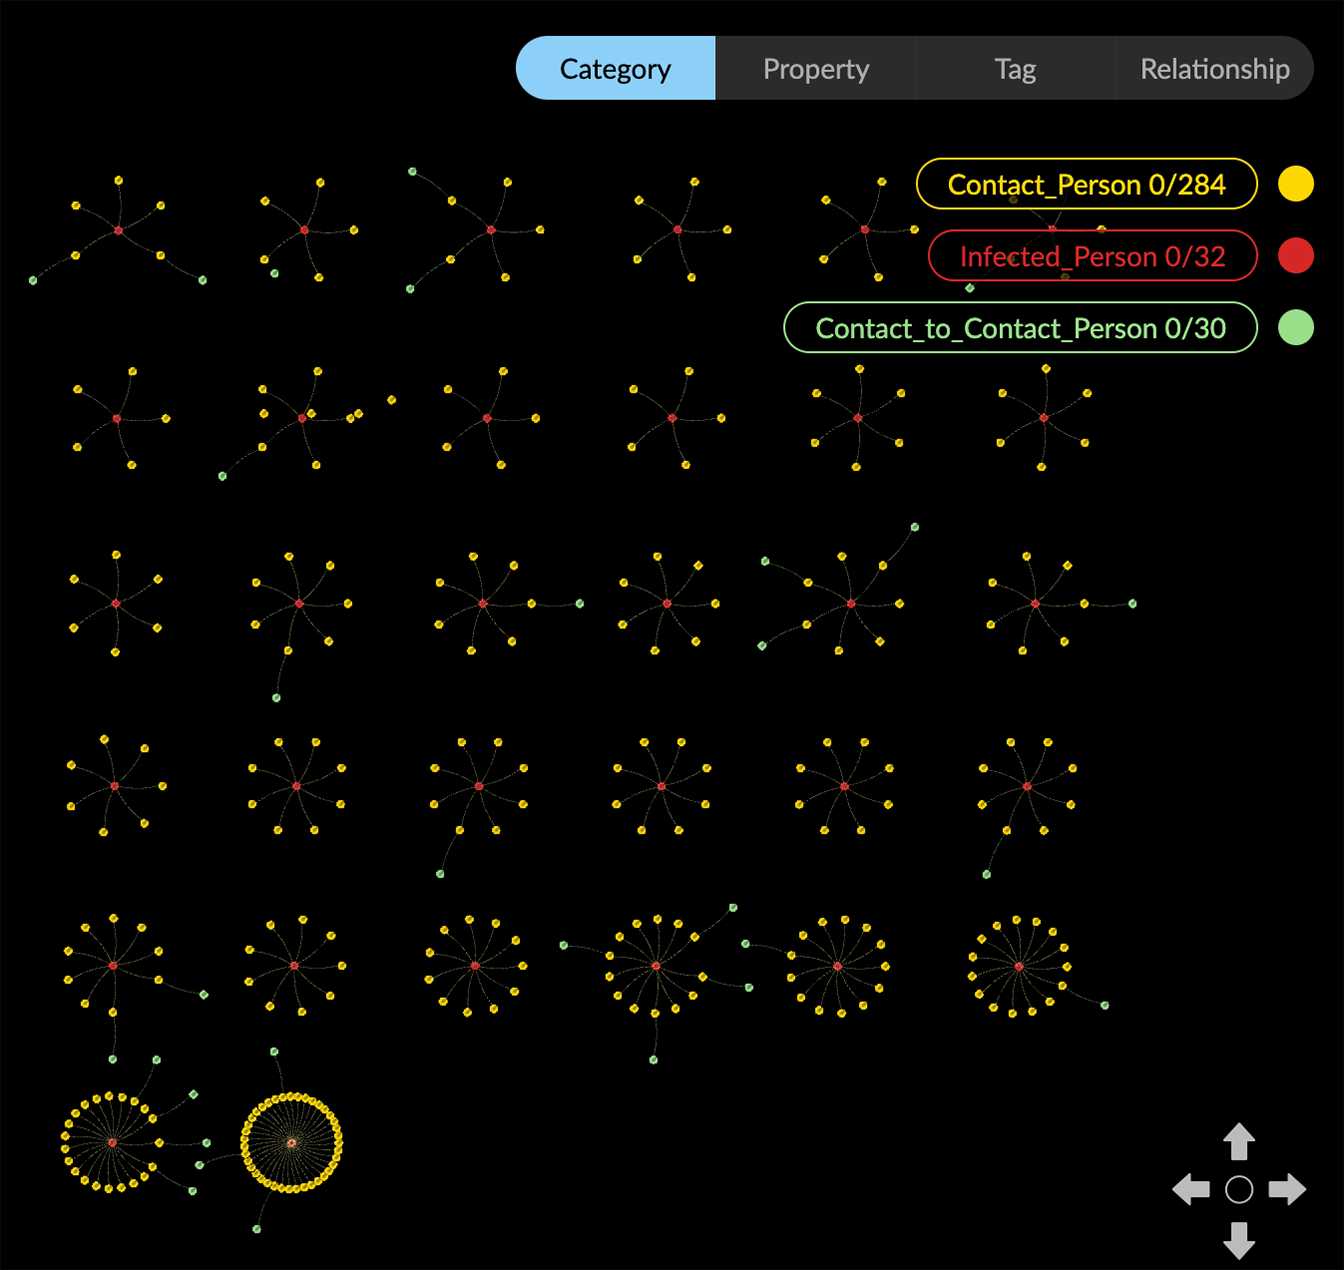 Category Property Tag Relationship
Contact_Person 0/284
Infected_Person 0/32
Contact_to_Contact_Person 0/30